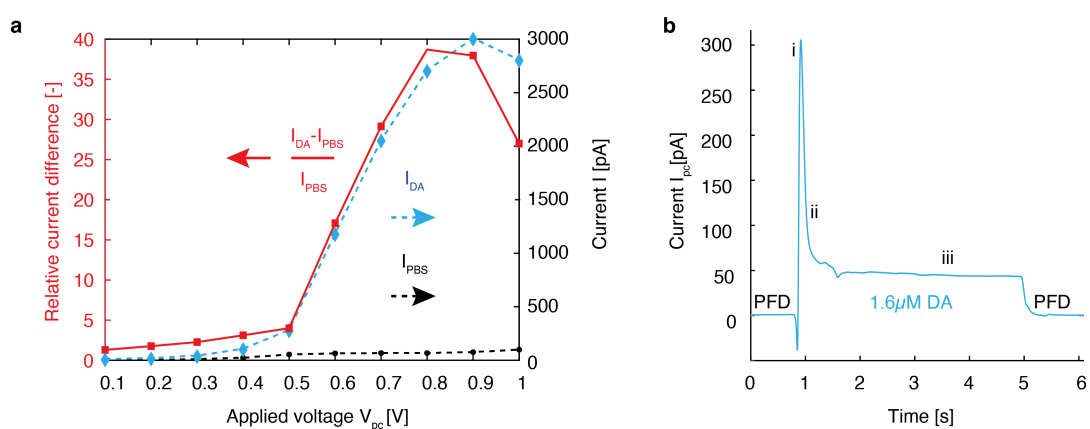 a
Relative current difference [-]
40
35
30
25
20
15
10
5
0
I_DA-I_PBS
I_PBS
I_DA
I_PBS
3000
2500
2000
1500
1000
500
0
Current I [pA]
0.1 0.2 0.3 0.4 0.5 0.6 0.7 0.8 0.9 1
Applied voltage V_pc [V]
b
Current I_pc[pA]
300
250
200
150
100
50
0
i
ii
iii
PFD
1.6µM DA
PFD
0 1 2 3 4 5 6
Time [s]